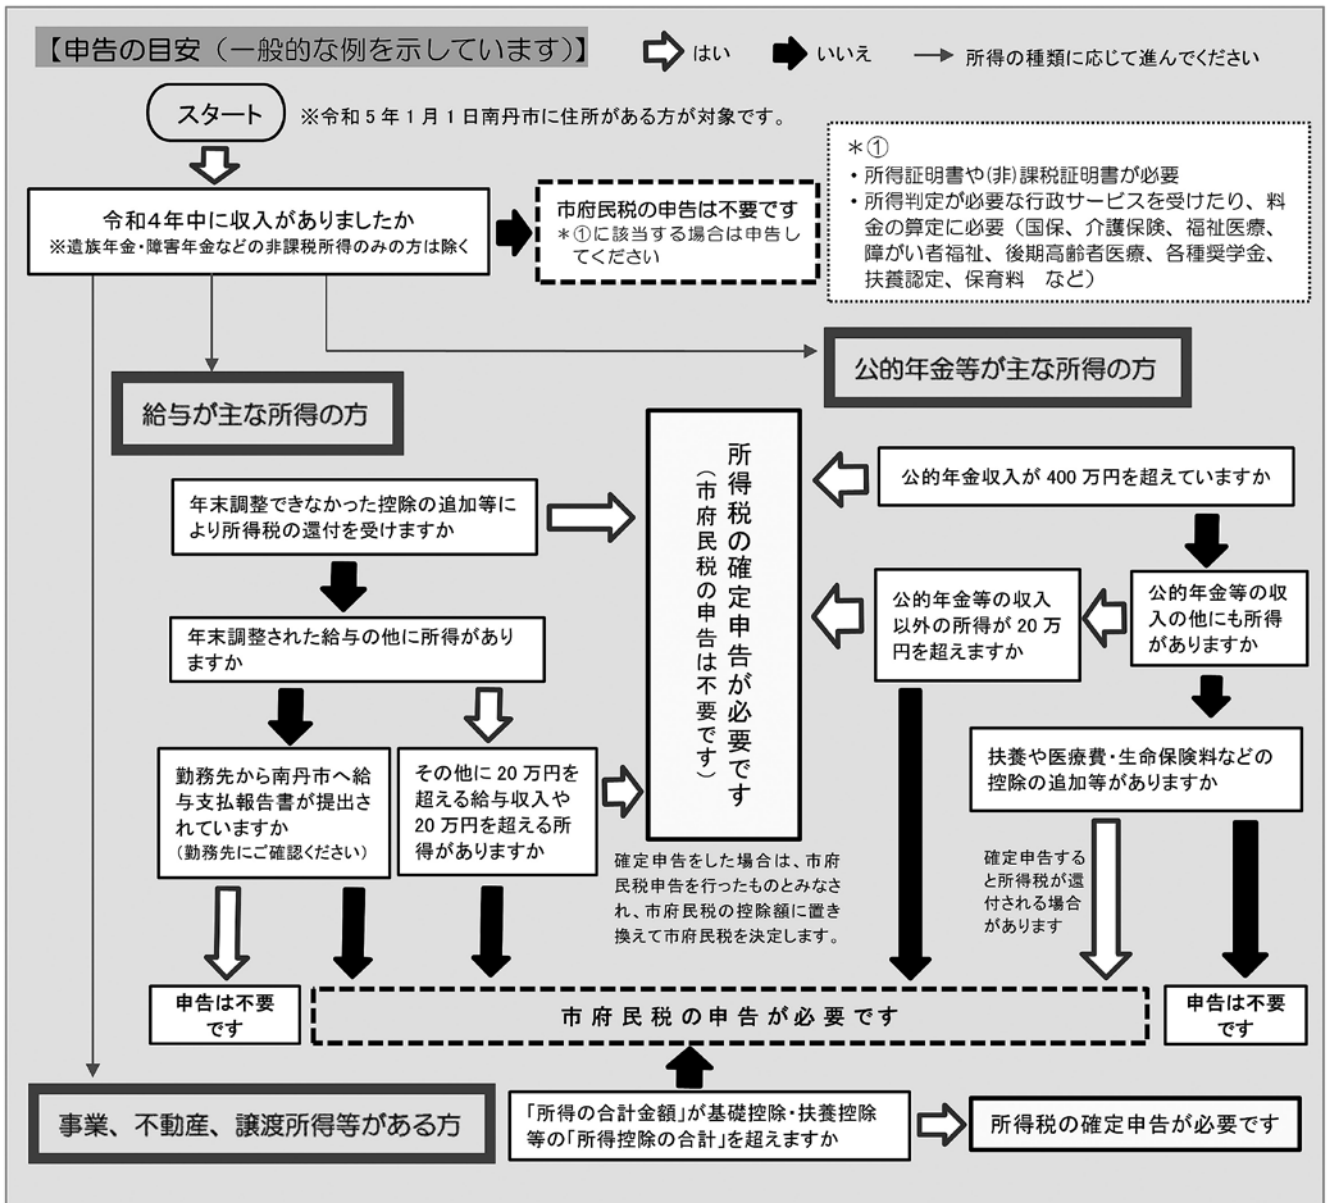 【申告の目安（一般的な例を示しています）】
はい
いいえ
所得の種類に応じて進んでください
スタート
※令和5年1月1日南丹市に住所がある方が対象です。
令和4年中に収入がありましたか
※遺族年金・障害年金などの非課税所得のみの方は除く
市府民税の申告は不要です
＊①に該当する場合は申告し
てください
＊①
・所得証明書や(非)課税証明書が必要
・所得判定が必要な行政サービスを受けたり、料
金の算定に必要（国保、介護保険、福祉医療、
障がい者福祉、後期高齢者医療、各種奨学金、
扶養認定、保育料　など）
公的年金等が主な所得の方
給与が主な所得の方
年末調整できなかった控除の追加等に
より所得税の還付を受けますか
年末調整された給与の他に所得があり
ますか
勤務先から南丹市へ給
与支払報告書が提出さ
れていますか
（勤務先にご確認ください）
その他に20万円を
超える給与収入や
20万円を超える所
得がありますか
所得税の確定申告が必要です
（市府民税の申告は不要です）
確定申告をした場合は、市府
民税申告を行ったものとみなさ
れ、市府民税の控除額に置き
換えて市府民税を決定します。
公的年金収入が400万円を超えていますか
公的年金等の収
入の他にも所得
がありますか
公的年金等の収入
以外の所得が20万
円を超えますか
扶養や医療費・生命保険料などの
控除の追加等がありますか
確定申告する
と所得税が還
付される場合
があります
申告は不要
です
市府民税の申告が必要です
申告は不要
です
事業、不動産、譲渡所得等がある方
「所得の合計金額」が基礎控除・扶養控除
等の「所得控除の合計」を超えますか
所得税の確定申告が必要です